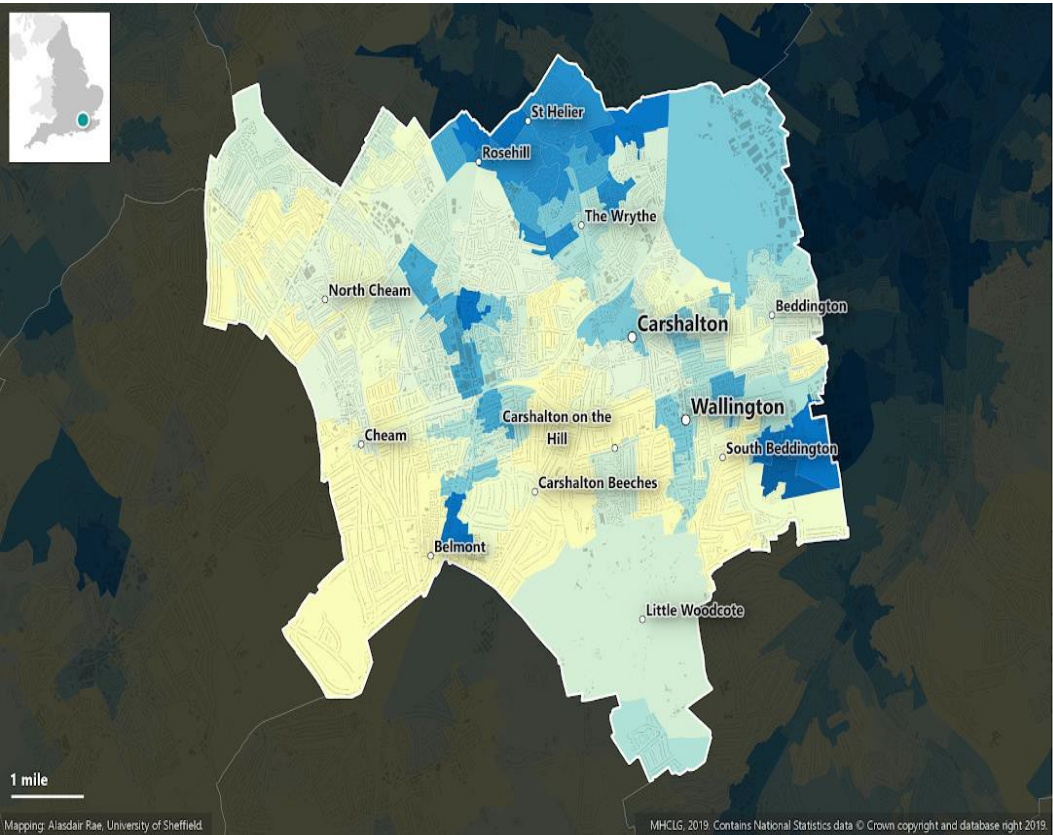 St Helier
Rosehill
The Wrythe
North Cheam
Beddington
Carshalton
Wallington
Carshalton on the
Hill
Cheam
South Beddington
Carshalton Beeches
Belmont
Little Woodcote
1 mile
Mapping: Alasdair Rae, University of Sheffield.
MHCLG, 2019. Contains National Statistics data © Crown copyright and database right 2019.